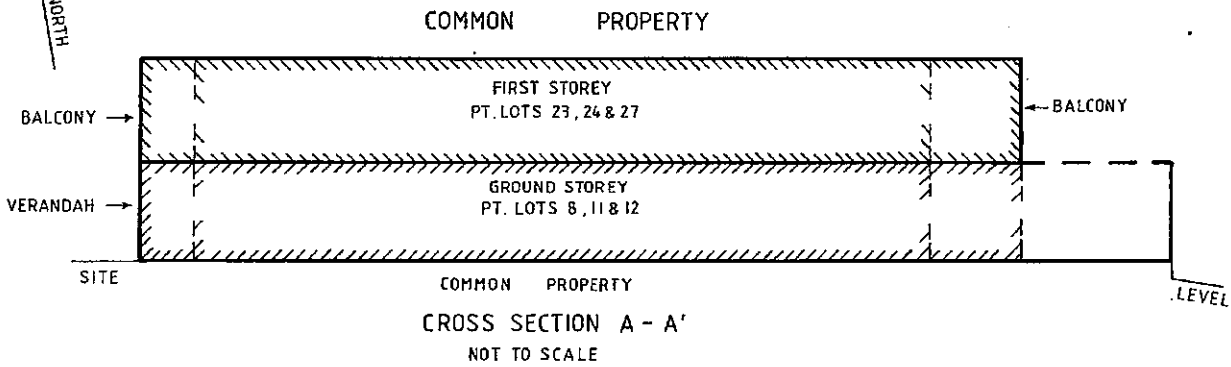 NORTH
COMMON PROPERTY
FIRST STOREY
PT. LOTS 23, 24 & 27
BALCONY
BALCONY
GROUND STOREY
PT. LOTS 8, 11 & 12
VERANDAH
SITE
COMMON PROPERTY
LEVEL
CROSS SECTION A - A'
NOT TO SCALE